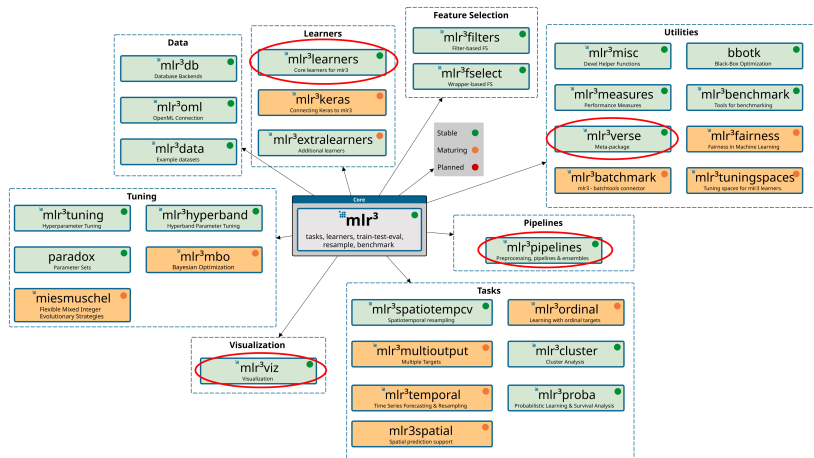 Data
mlr³db
Database Backends
mlr³oml
OpenML Connection
mlr³data
Example datasets
Learners
mlr³learners
Core learners for mlr3
mlr³keras
Connecting Keras to mlr3
mlr³extralearners
Additional learners
Feature Selection
mlr³filters
Filter-based FS
mlr³fselect
Wrapper-based FS
Stable
Maturing
Planned
Utilities
mlr³misc
Devel Helper Functions
bbotk
Black-Box Optimization
mlr³measures
Performance Measures
mlr³benchmark
Tools for benchmarking
mlr³verse
Meta-package
mlr³fairness
Fairness in Machine Learning
mlr³batchmark
mlr3 - batchtools connector
mlr³tuningspaces
Tuning spaces for mlr3 learners.
Tuning
mlr³tuning
Hyperparameter Tuning
mlr³hyperband
Hyperband Parameter Tuning
paradox
Parameter Sets
mlr³mbo
Bayesian Optimization
miesmuschel
Flexible Mixed Integer
Evolutionary Strategies
Core
mlr³
tasks, learners, train-test-eval,
resample, benchmark
Pipelines
mlr³pipelines
Preprocessing, pipelines & ensembles
Visualization
mlr³viz
Visualization
Tasks
mlr³spatiotempcv
Spatiotemporal resampling
mlr³ordinal
Learning with ordinal targets
mlr³multioutput
Multiple Targets
mlr³cluster
Cluster Analysis
mlr³temporal
Time Series Forecasting & Resampling
mlr³proba
Probabilistic Learning & Survival Analysis
mlr3spatial
Spatial prediction support